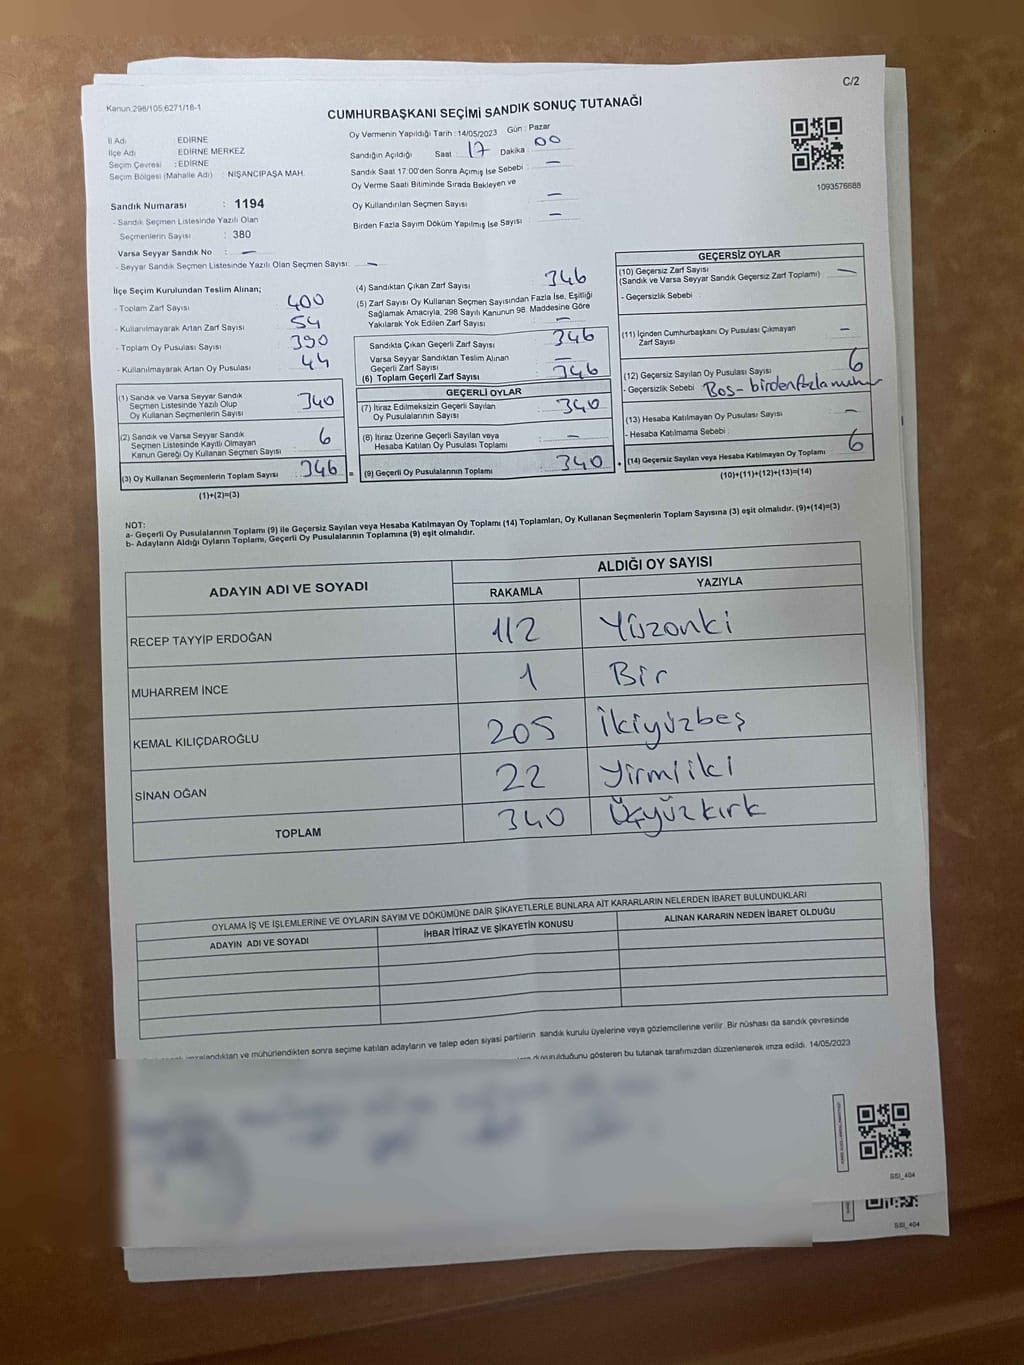 C/2
Kanun:298/105,6271/16-1
CUMHURBAŞKANI SEÇİMİ SANDIK SONUÇ TUTANAĞI
İl Adı : EDİRNE
İlçe Adı : EDİRNE MERKEZ
Seçim Çevresi : EDİRNE
Seçim Bölgesi (Mahalle Adı) : NİŞANCIPAŞA MAH.
Oy Vermenin Yapıldığı Tarih : 14/05/2023 Gün : Pazar
Sandığın Açıldığı Saat : 17 Dakika : 00
Sandık Saat 17:00'den Sonra Açımış İse Sebebi : —
Oy Verme Saati Bitiminde Sırada Bekleyen ve
Oy Kullandırılan Seçmen Sayısı : —
Birden Fazla Sayım Döküm Yapılmış İse Sayısı : —
1093576688
Sandık Numarası : 1194
- Sandık Seçmen Listesinde Yazılı Olan
Seçmenlerin Sayısı : 380
Varsa Seyyar Sandık No : —
- Seyyar Sandık Seçmen Listesinde Yazılı Olan Seçmen Sayısı: —
İlçe Seçim Kurulundan Teslim Alınan;
- Toplam Zarf Sayısı : 400
- Kullanılmayarak Artan Zarf Sayısı : 54
- Toplam Oy Pusulası Sayısı : 390
- Kullanılmayarak Artan Oy Pusulası : 44
(1) Sandık ve Varsa Seyyar Sandık
Seçmen Listesinde Yazılı Olup
Oy Kullanan Seçmenlerin Sayısı : 340
(2) Sandık ve Varsa Seyyar Sandık
Seçmen Listesinde Kayıtlı Olmayan
Kanun Gereği Oy Kullanan Seçmen Sayısı : 6
(3) Oy Kullanan Seçmenlerin Toplam Sayısı : 346 =
(1)+(2)=(3)
(4) Sandıktan Çıkan Zarf Sayısı : 346
(5) Zarf Sayısı Oy Kullanan Seçmen Sayısından Fazla İse, Eşitliği
Sağlamak Amacıyla, 298 Sayılı Kanunun 98. Maddesine Göre
Yakılarak Yok Edilen Zarf Sayısı : —
Sandıkta Çıkan Geçerli Zarf Sayısı : 346
Varsa Seyyar Sandıktan Teslim Alınan
Geçerli Zarf Sayısı : —
(6) Toplam Geçerli Zarf Sayısı : 346
GEÇERLİ OYLAR
(7) İtiraz Edilmeksizin Geçerli Sayılan
Oy Pusulalarının Sayısı : 340
(8) İtiraz Üzerine Geçerli Sayılan veya
Hesaba Katılan Oy Pusulası Toplamı : —
(9) Geçerli Oy Pusulalarının Toplamı : 340 +
GEÇERSİZ OYLAR
(10) Geçersiz Zarf Sayısı
(Sandık ve Varsa Seyyar Sandık Geçersiz Zarf Toplamı) : —
- Geçersizlik Sebebi :
(11) İçinden Cumhurbaşkanı Oy Pusulası Çıkmayan
Zarf Sayısı : —
(12) Geçersiz Sayılan Oy Pusulası Sayısı : 6
- Geçersizlik Sebebi : Boş - birden fazla mühür
(13) Hesaba Katılmayan Oy Pusulası Sayısı : —
- Hesaba Katılmama Sebebi :
(14) Geçersiz Sayılan veya Hesaba Katılmayan Oy Toplamı : 6
(10)+(11)+(12)+(13)=(14)
NOT:
a- Geçerli Oy Pusulalarının Toplamı (9) ile Geçersiz Sayılan veya Hesaba Katılmayan Oy Toplamı (14) Toplamları, Oy Kullanan Seçmenlerin Toplam Sayısına (3) eşit olmalıdır. (9)+(14)=(3)
b- Adayların Aldığı Oyların Toplamı, Geçerli Oy Pusulalarının Toplamına (9) eşit olmalıdır.
ADAYIN ADI VE SOYADI ALDIĞI OY SAYISI
RAKAMLA YAZIYLA
RECEP TAYYİP ERDOĞAN 112 Yüzoniki
MUHARREM İNCE 1 Bir
KEMAL KILIÇDAROĞLU 205 İkiyüzbeş
SİNAN OĞAN 22 Yirmiiki
TOPLAM 340 Üçyüzkırk
OYLAMA İŞ VE İŞLEMLERİNE VE OYLARIN SAYIM VE DÖKÜMÜNE DAİR ŞİKAYETLERLE BUNLARA AİT KARARLARIN NELERDEN İBARET BULUNDUKLARI
ADAYIN ADI VE SOYADI İHBAR İTİRAZ VE ŞİKAYETİN KONUSU ALINAN KARARIN NEDEN İBARET OLDUĞU
imzalandıktan ve mühürlendikten sonra seçime katılan adayların ve talep eden siyasi partilerin sandık kurulu üyelerine veya gözlemcilerine verilir. Bir nüshası da sandık çevresinde
duyurulduğunu gösteren bu tutanak tarafımızdan düzenlenerek imza edildi. 14/05/2023
SSI_404
SSI_404